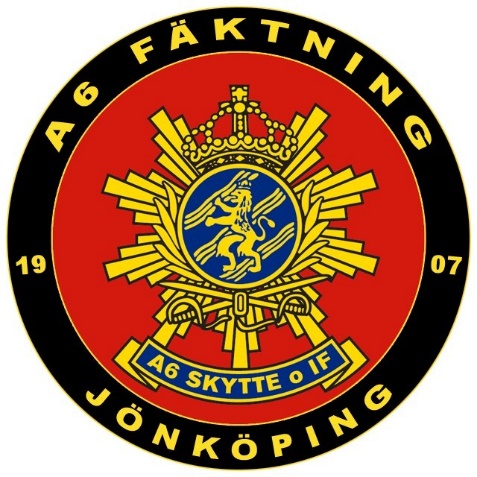 A6 FÄKTNING
19 07
A6 SKYTTE o IF
JÖNKÖPING